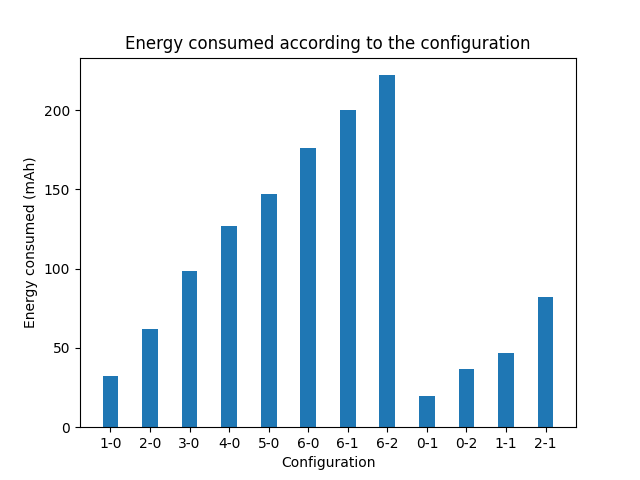 Energy consumed according to the configuration
Energy consumed (mAh)
200
150
100
50
0
1-0 2-0 3-0 4-0 5-0 6-0 6-1 6-2 0-1 0-2 1-1 2-1
Configuration